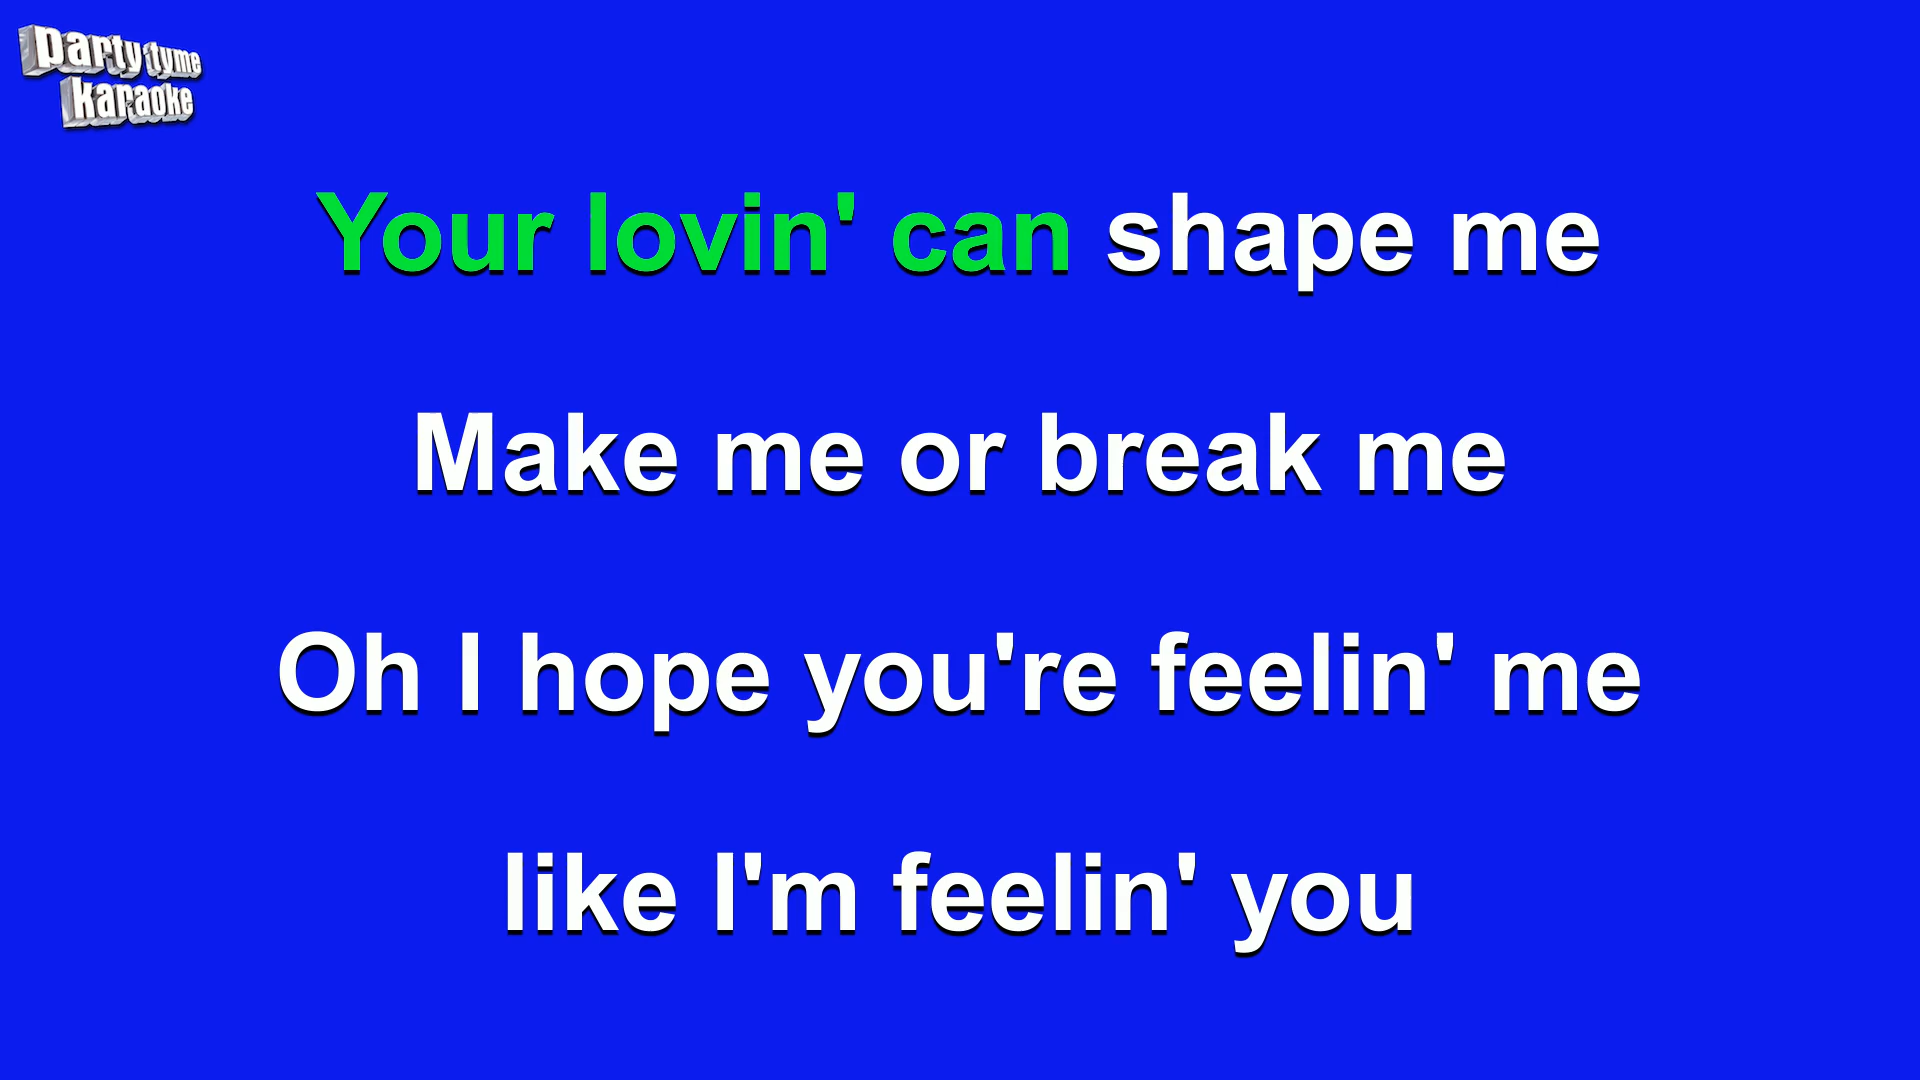 party tyme
karaoke
Your lovin' can shape me
Make me or break me
Oh I hope you're feelin' me
like I'm feelin' you